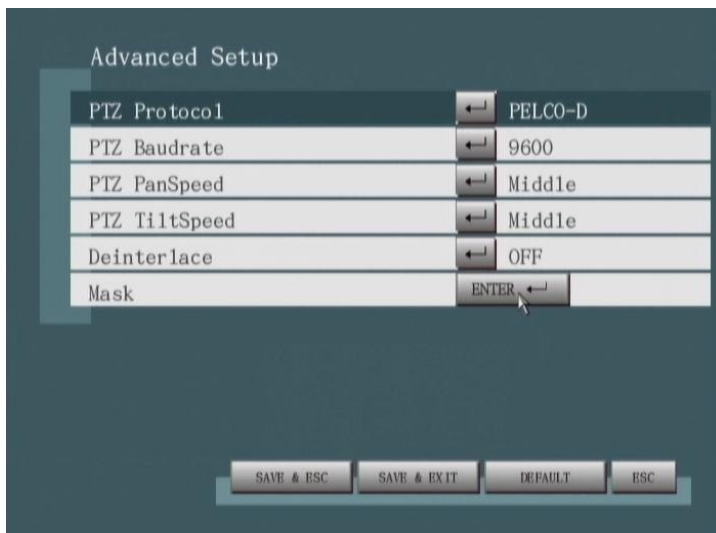 Advanced Setup
PTZ Protocol PELCO-D
PTZ Baudrate 9600
PTZ PanSpeed Middle
PTZ TiltSpeed Middle
Deinterlace OFF
Mask ENTER
SAVE & ESC SAVE & EXIT DEFAULT ESC